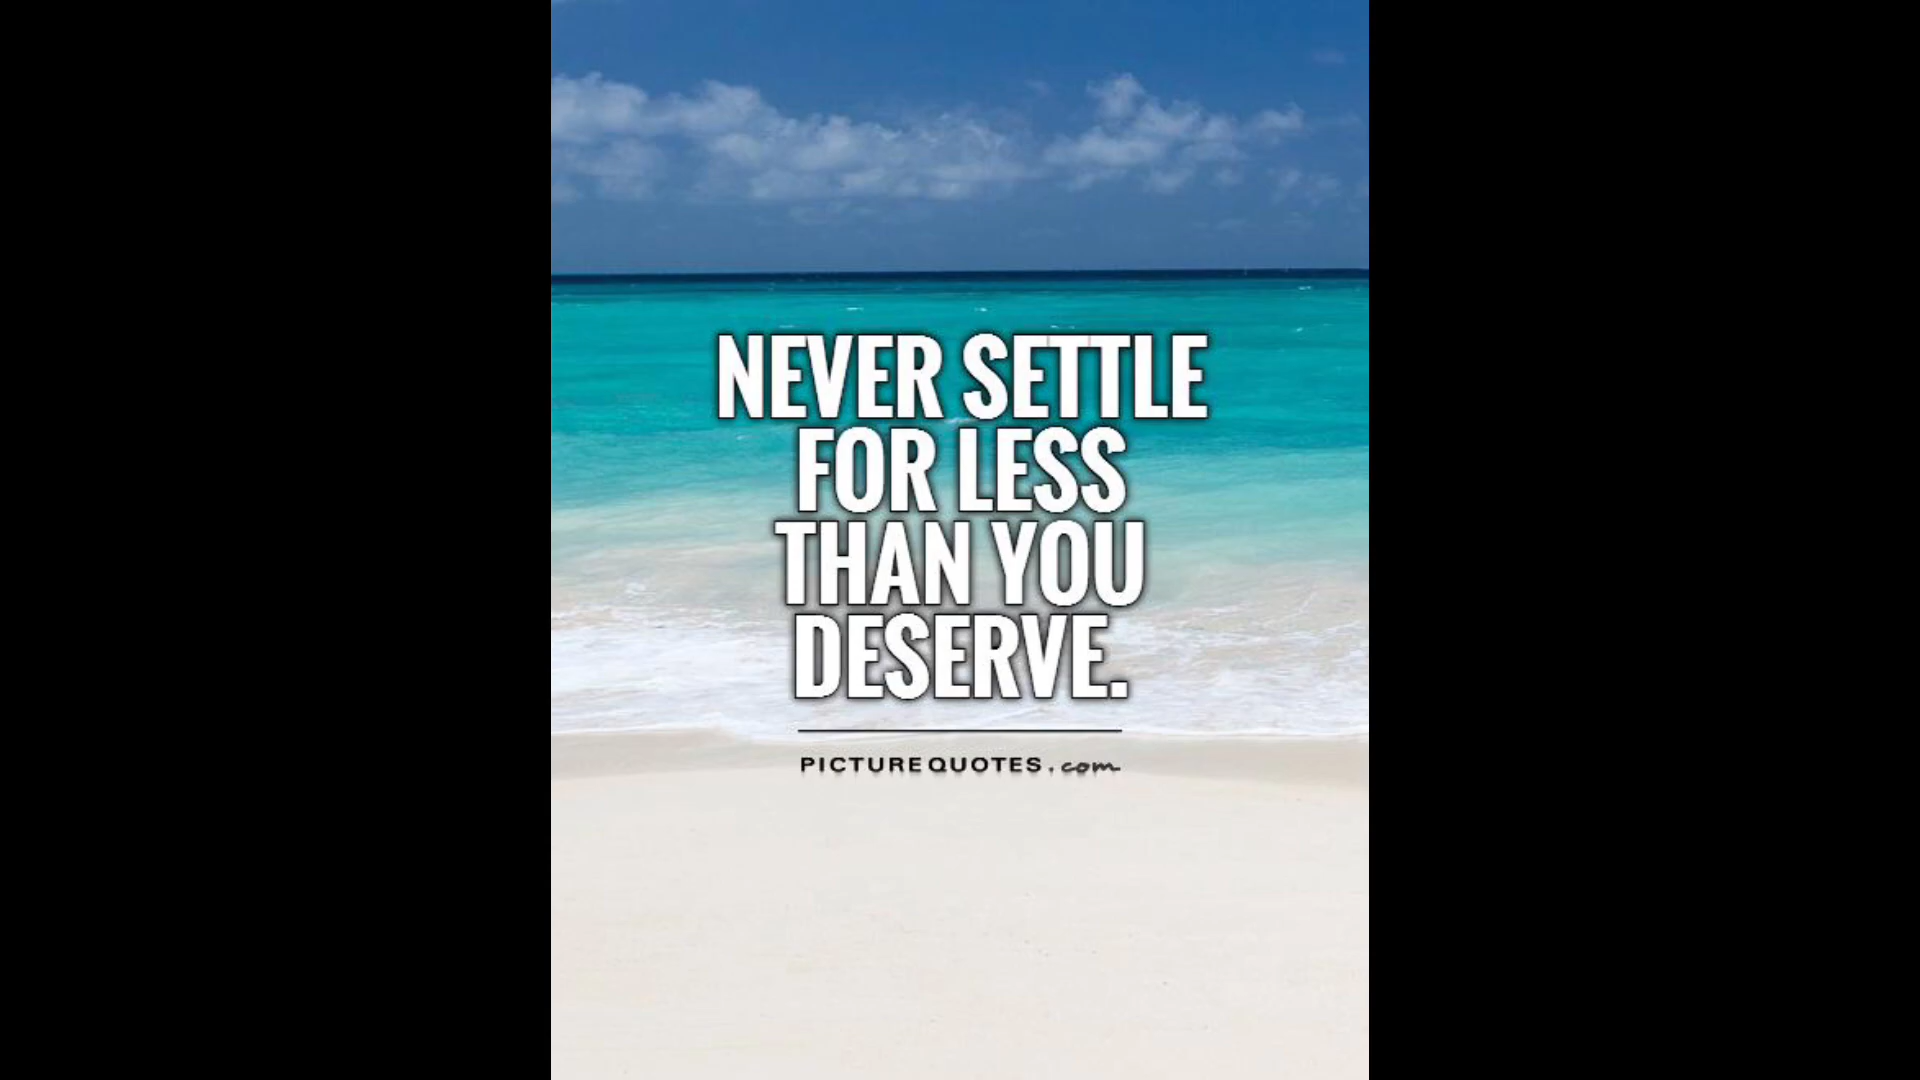 NEVER SETTLE
FOR LESS
THAN YOU
DESERVE.
PICTUREQUOTES.com